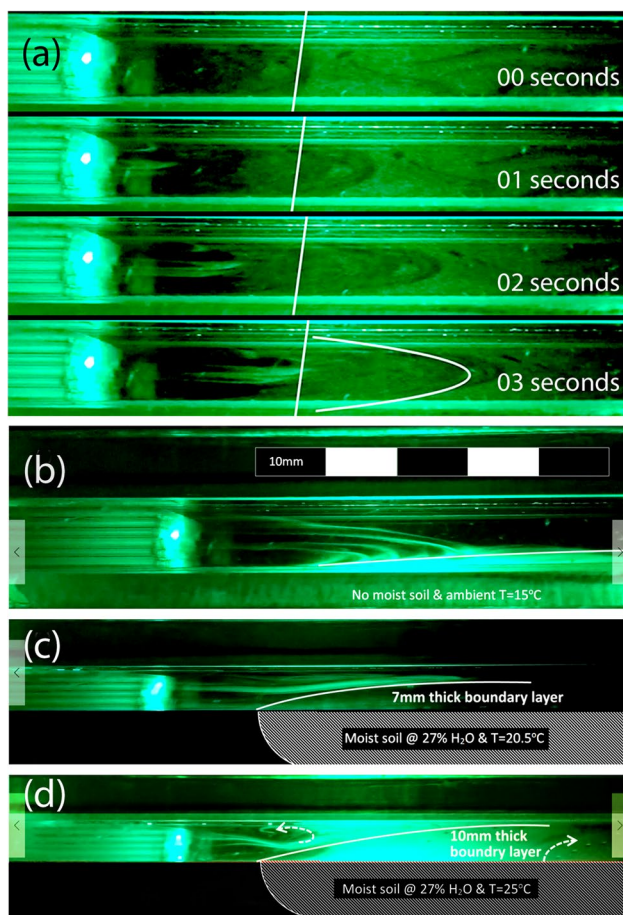 (a)
00 seconds
01 seconds
02 seconds
03 seconds
(b)
10mm
No moist soil & ambient T=15°C
(c)
7mm thick boundary layer
Moist soil @ 27% H₂O & T=20.5°C
(d)
10mm thick
boundry layer
Moist soil @ 27% H₂O & T=25°C